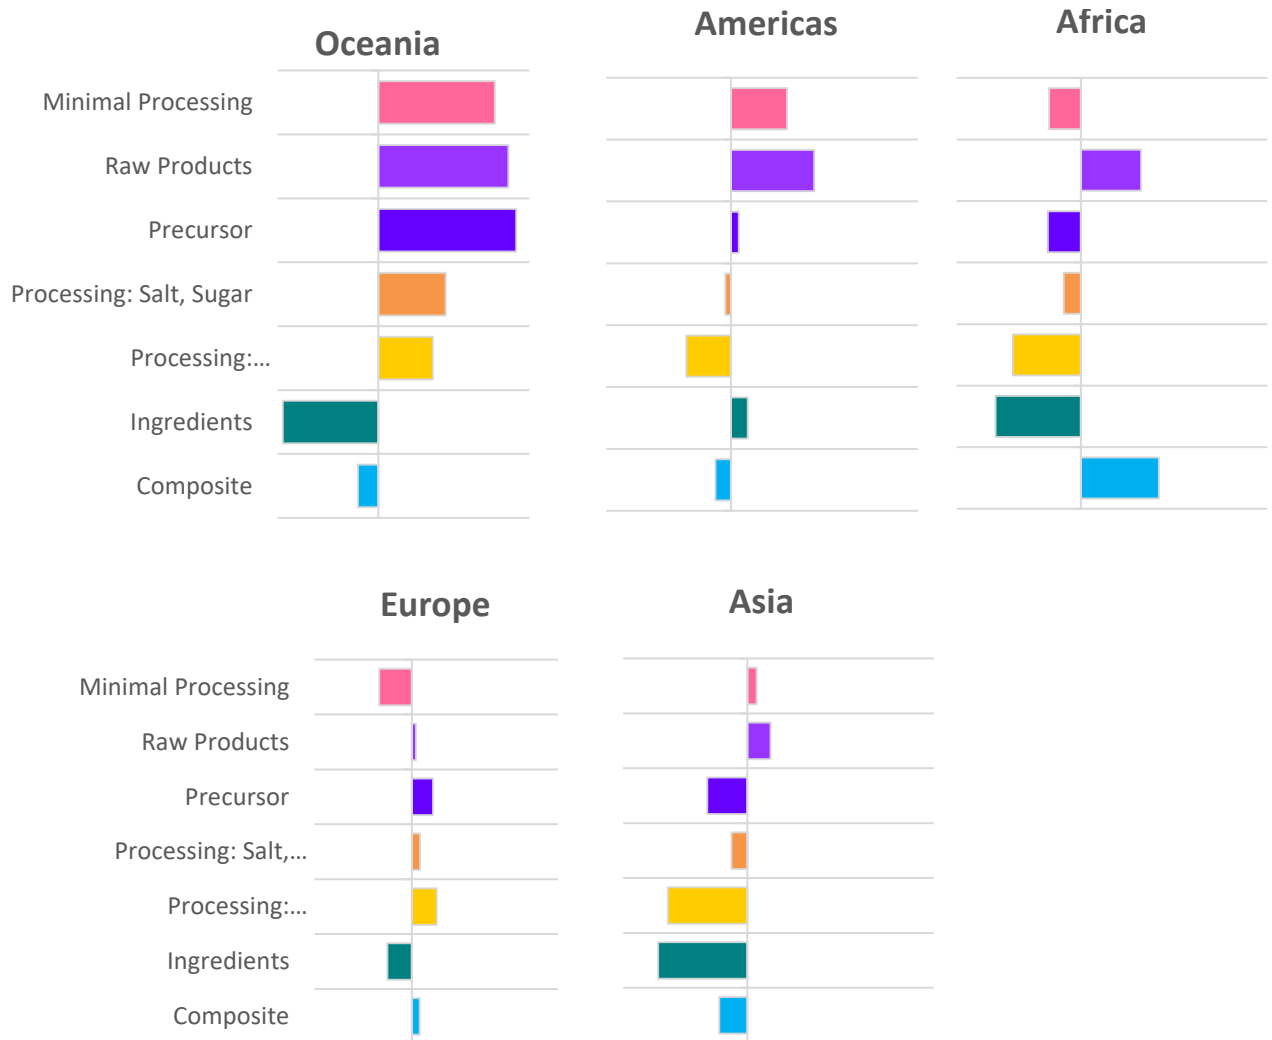 Oceania
Americas
Africa
Minimal Processing
Raw Products
Precursor
Processing: Salt, Sugar
Processing:...
Ingredients
Composite
Europe
Asia
Minimal Processing
Raw Products
Precursor
Processing: Salt,...
Processing:...
Ingredients
Composite